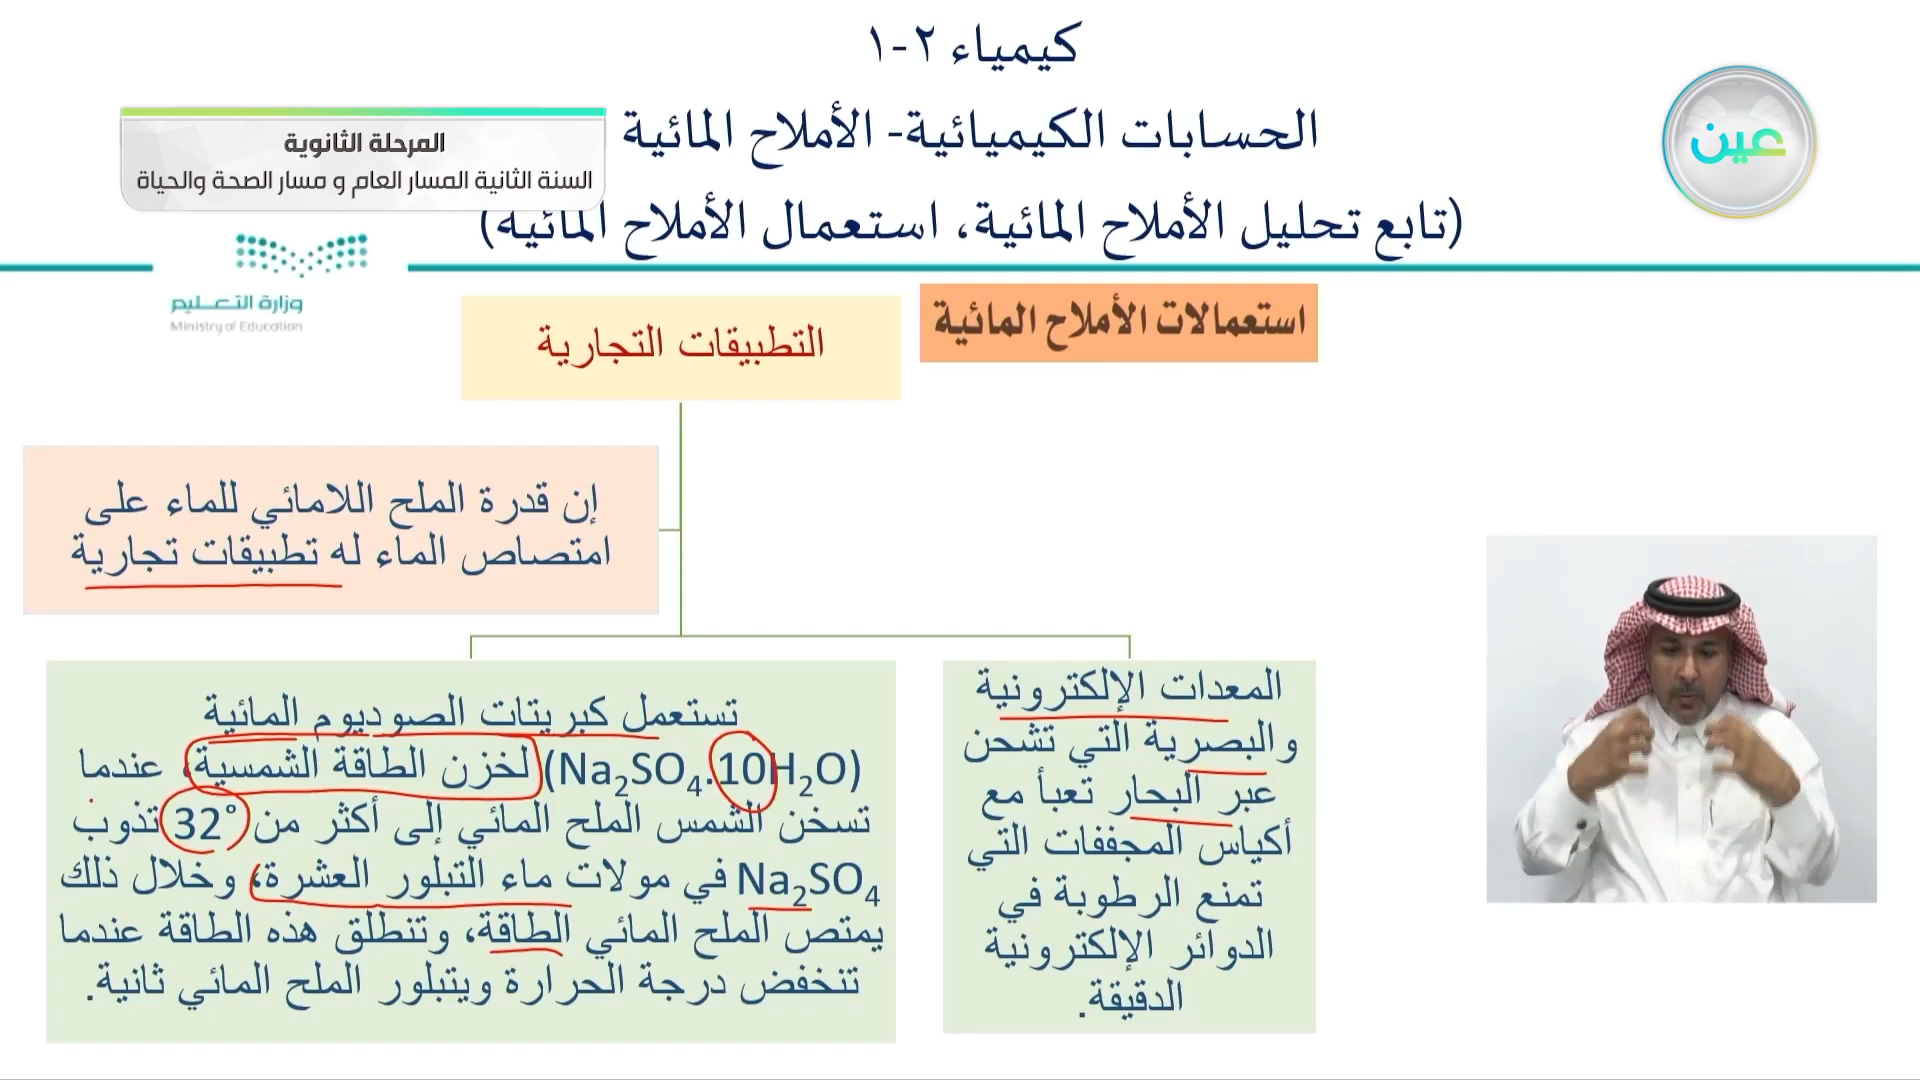 كيمياء ٢-١
الحسابات الكيميائية- الأملاح المائية
(تابع تحليل الأملاح المائية، استعمال الأملاح المائية)
عين
المرحلة الثانوية
السنة الثانية المسار العام و مسار الصحة والحياة
وزارة التعليم
Ministry of Education
استعمالات الأملاح المائية
التطبيقات التجارية
إن قدرة الملح اللامائي للماء على
امتصاص الماء له تطبيقات تجارية
المعدات الإلكترونية
والبصرية التي تشحن
عبر البحار تعبأ مع
أكياس المجففات التي
تمنع الرطوبة في
الدوائر الإلكترونية
الدقيقة.
تستعمل كبريتات الصوديوم المائية
(Na₂SO₄.10H₂O) لخزن الطاقة الشمسية، عندما
تسخن الشمس الملح المائي إلى أكثر من 32° تذوب
Na₂SO₄ في مولات ماء التبلور العشرة، وخلال ذلك
يمتص الملح المائي الطاقة، وتنطلق هذه الطاقة عندما
تنخفض درجة الحرارة ويتبلور الملح المائي ثانية.